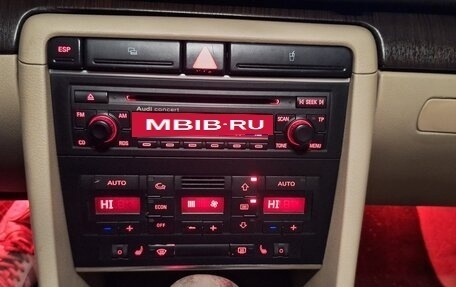 ESP
Audi concert
SEEK
FM AM
MBIB-RU
SCAN TP
CD RDS
TONE MENU
AUTO AUTO
HI HI
ECON
OFF